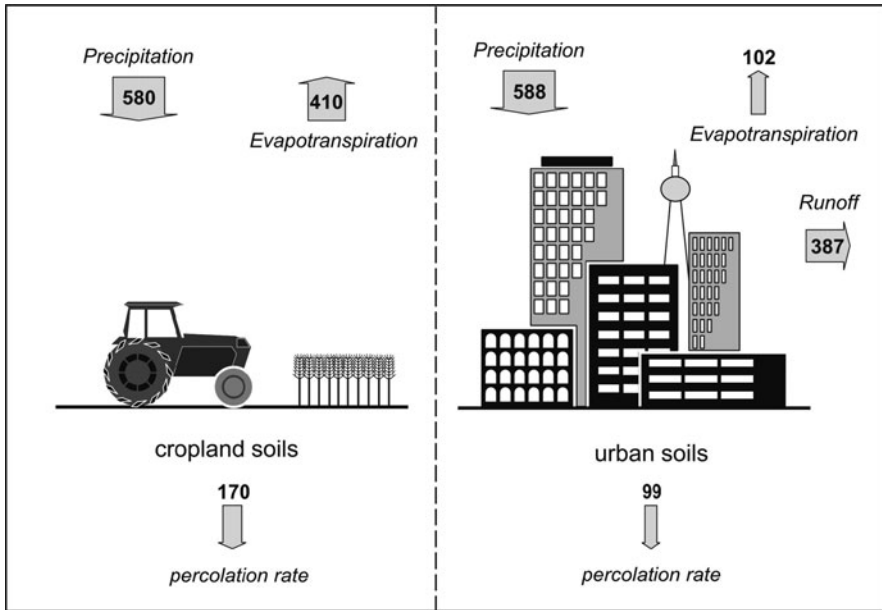 Precipitation
580
410
Evapotranspiration
cropland soils
170
percolation rate
Precipitation
588
102
Evapotranspiration
Runoff
387
urban soils
99
percolation rate